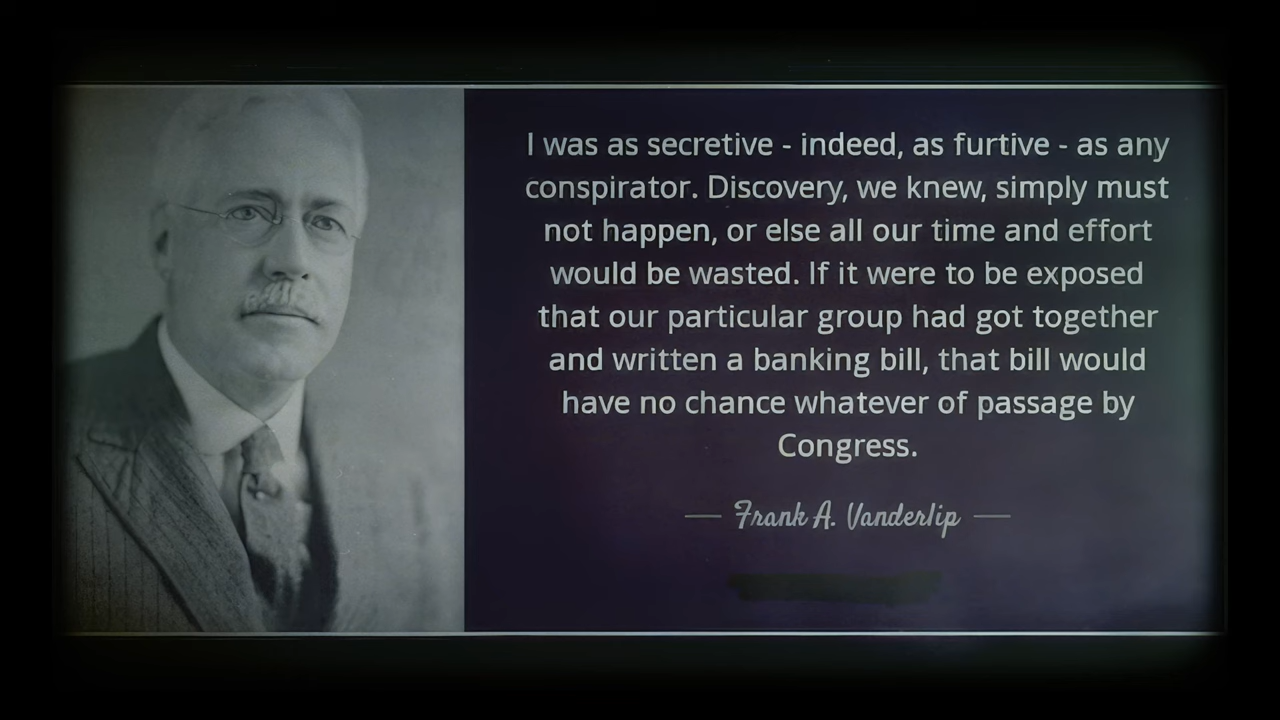 I was as secretive - indeed, as furtive - as any
conspirator. Discovery, we knew, simply must
not happen, or else all our time and effort
would be wasted. If it were to be exposed
that our particular group had got together
and written a banking bill, that bill would
have no chance whatever of passage by
Congress.
— Frank A. Vanderlip —